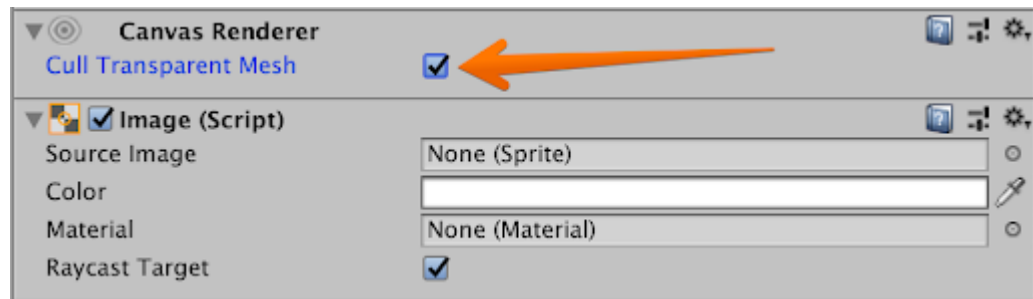 Canvas Renderer
Cull Transparent Mesh
Image (Script)
Source Image None (Sprite)
Color
Material None (Material)
Raycast Target